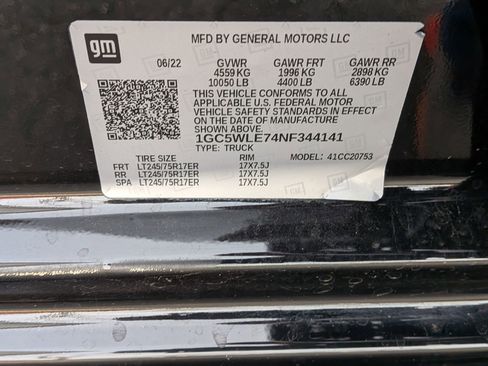 gm
MFD BY GENERAL MOTORS LLC
06/22 GVWR GAWR FRT GAWR RR
4559 KG 1996 KG 2898 KG
10050 LB 4400 LB 6390 LB
THIS VEHICLE CONFORMS TO ALL
APPLICABLE U.S. FEDERAL MOTOR
VEHICLE SAFETY STANDARDS IN
EFFECT ON THE DATE OF
MANUFACTURE SHOWN ABOVE.
1GC5WLE74NF344141
TYPE: TRUCK
TIRE SIZE RIM MODEL: 41CC20753
FRT LT245/75R17ER 17X7.5J
RR LT245/75R17ER 17X7.5J
SPA LT245/75R17ER 17X7.5J